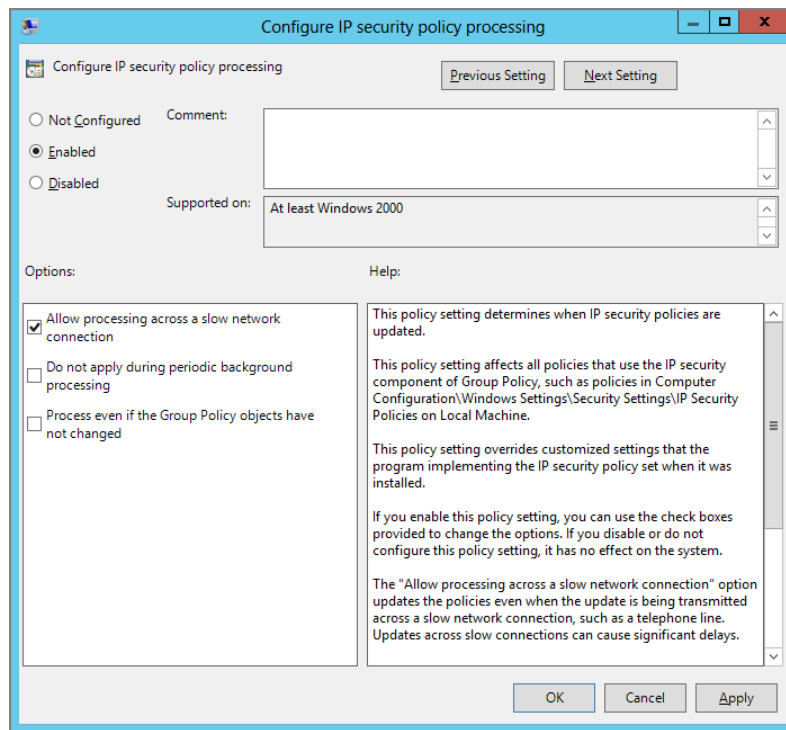 Configure IP security policy processing
Configure IP security policy processing
Previous Setting
Next Setting
Not Configured
Comment:
Enabled
Disabled
Supported on:
At least Windows 2000
Options:
Help:
Allow processing across a slow network
connection
Do not apply during periodic background
processing
Process even if the Group Policy objects have
not changed
This policy setting determines when IP security policies are
updated.
This policy setting affects all policies that use the IP security
component of Group Policy, such as policies in Computer
Configuration\Windows Settings\Security Settings\IP Security
Policies on Local Machine.
This policy setting overrides customized settings that the
program implementing the IP security policy set when it was
installed.
If you enable this policy setting, you can use the check boxes
provided to change the options. If you disable or do not
configure this policy setting, it has no effect on the system.
The "Allow processing across a slow network connection" option
updates the policies even when the update is being transmitted
across a slow network connection, such as a telephone line.
Updates across slow connections can cause significant delays.
OK
Cancel
Apply